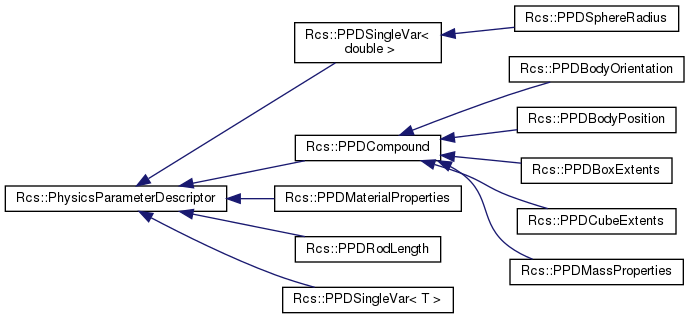 Rcs::PhysicsParameterDescriptor
Rcs::PPDSingleVar<
double >
Rcs::PPDCompound
Rcs::PPDMaterialProperties
Rcs::PPDRodLength
Rcs::PPDSingleVar< T >
Rcs::PPDSphereRadius
Rcs::PPDBodyOrientation
Rcs::PPDBodyPosition
Rcs::PPDBoxExtents
Rcs::PPDCubeExtents
Rcs::PPDMassProperties